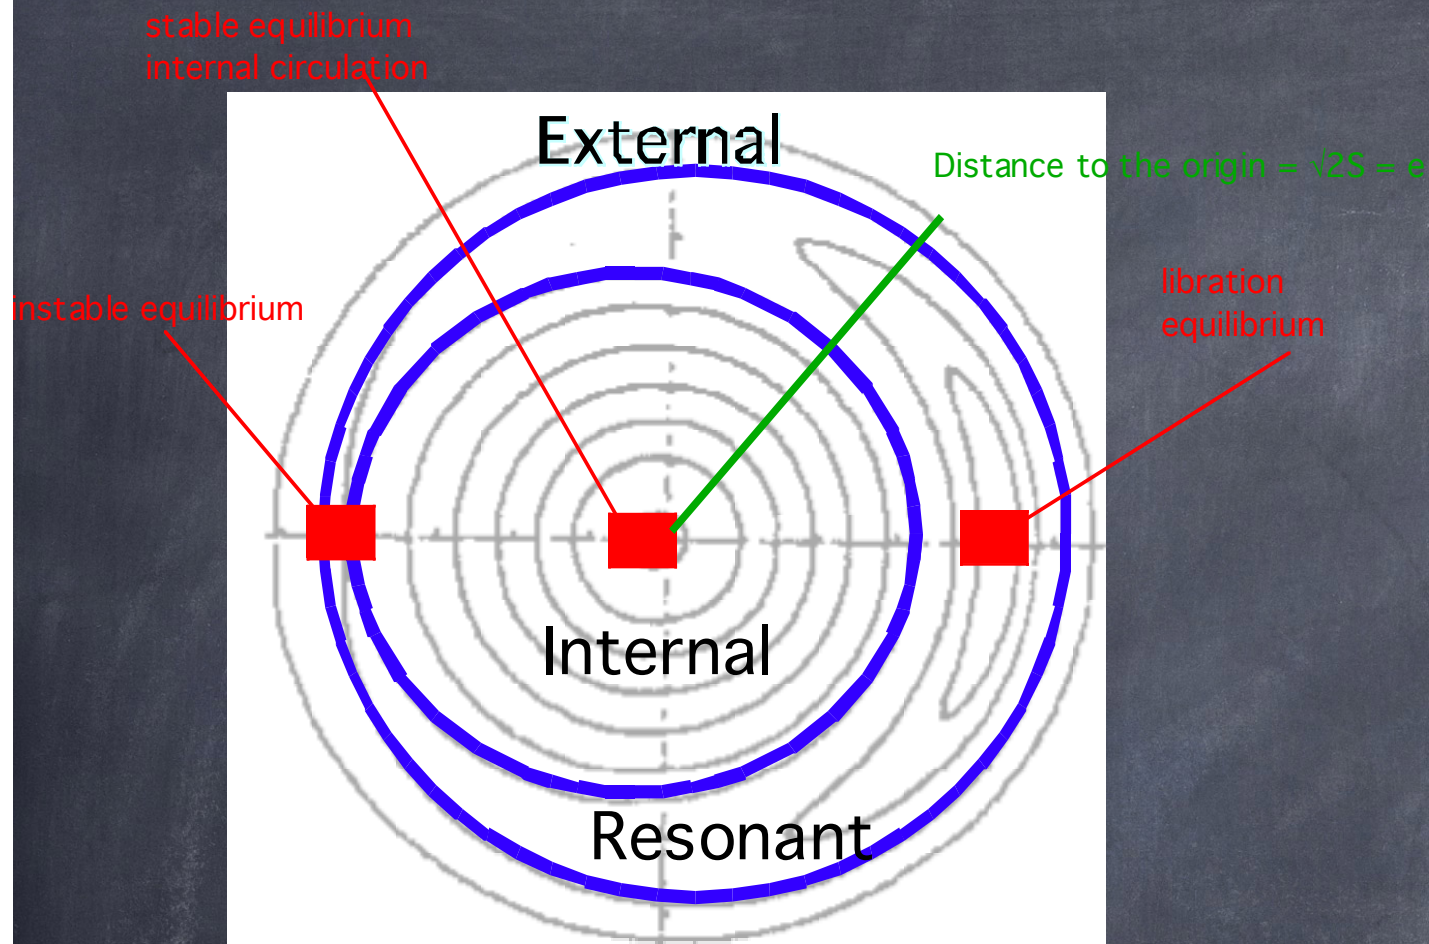 stable equilibrium
internal circulation
External
Distance to the origin = √2S = e
instable equilibrium
libration
equilibrium
Internal
Resonant